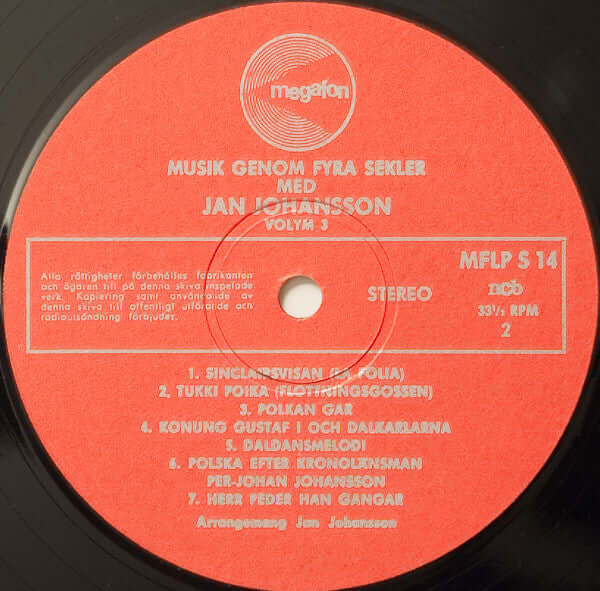 megafon
MUSIK GENOM FYRA SEKLER
MED
JAN JOHANSSON
VOLYM 3
Alla rättigheter förbehålles fabrikanten
och ägaren till på denna skiva inspelade
verk. Kopiering samt användande av
denna skiva till offentligt utförande och
radioutsändning förbjudes.
STEREO
MFLP S 14
ncb
33⅓ RPM
2
1. SINCLAIRSVISAN (LA FOLIA)
2. TUKKI POIKA (FLOTTNINGSGOSSEN)
3. POLKAN GÅR
4. KONUNG GUSTAF I OCH DALKARLARNA
5. DALDANSMELODI
6. POLSKA EFTER KRONOLÄNSMAN
PER-JOHAN JOHANSSON
7. HERR PEDER HAN GÅNGAR
Arrangemang Jan Johansson